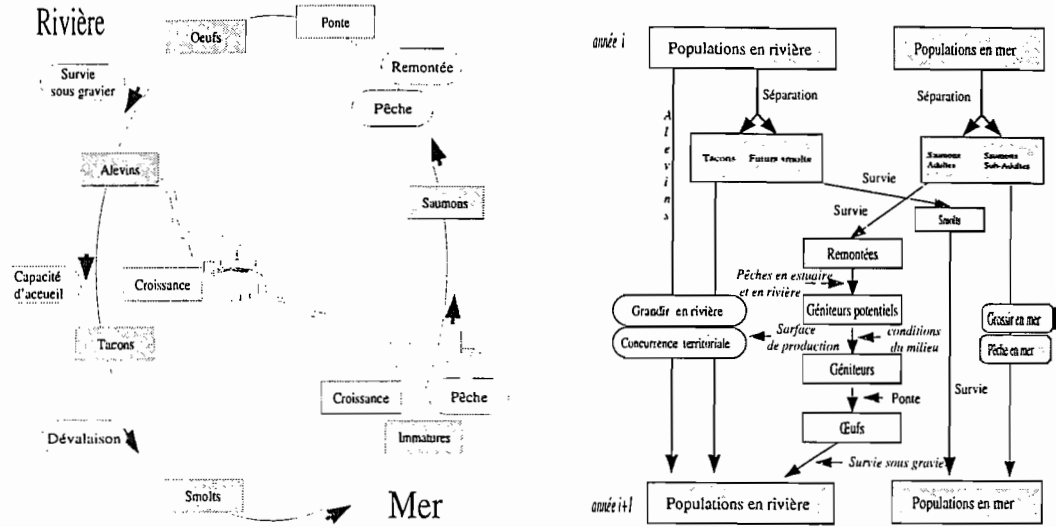 Rivière
Ponte
Oeufs
Remontée
Survie
sous gravier
Pêche
Alevins
Saumons
Capacité
d'acceuil
Croissance
Tacons
Croissance
Pêche
Dévalaison
Immatures
Smolts
Mer
année i
Populations en rivière
Populations en mer
Séparation
Séparation
Alevins
Tacons
Futurs smolts
Saumons
Adultes
Saumons
Sub-Adultes
Survie
Smolts
Survie
Remontées
Pêches en estuaire
et en rivière
Grandir en rivière
Géniteurs potentiels
Grossir en mer
Concurrence territoriale
Surface
de production
conditions
du milieu
Pêche en mer
Géniteurs
Survie
Ponte
Œufs
Survie sous gravie
année i+1
Populations en rivière
Populations en mer